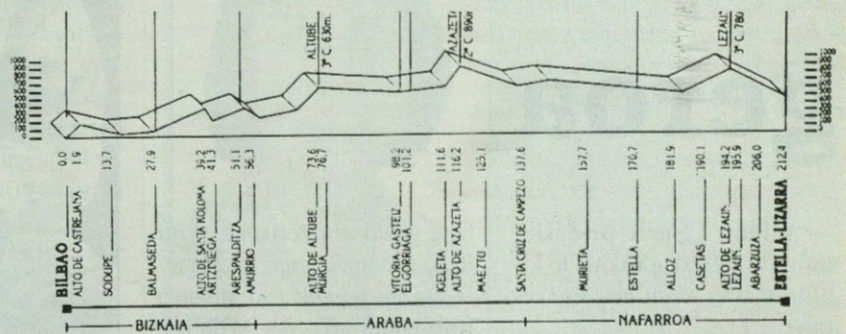 ALTUBE
3ª C. 630m.
AZAZETA
2ª C. 890m
LEZAUN
3ª C. 780
0.0
1.9
13.7
27.9
39.2
41.3
51.1
56.3
73.6
76.7
98.2
101.2
111.6
116.2
125.1
137.6
157.7
170.7
181.9
190.1
194.2
195.9
206.0
212.4
BILBAO
ALTO DE CASTREJANA
SODUPE
BALMASEDA
ALTO DE SANTA KOLOMA
ARTZINIEGA
ARESPALDITZA
AMURRIO
ALTO DE ALTUBE
MURGIA
VITORIA-GASTEIZ
ELGORRIAGA
IGELETA
ALTO DE AZAZETA
MAEZTU
SANTA CRUZ DE CAMPEZO
MURIETA
ESTELLA
ALLOZ
CASETAS
ALTO DE LEZAUN
LEZAUN
ABARZUZA
ESTELLA-LIZARRA
BIZKAIA
ARABA
NAFARROA